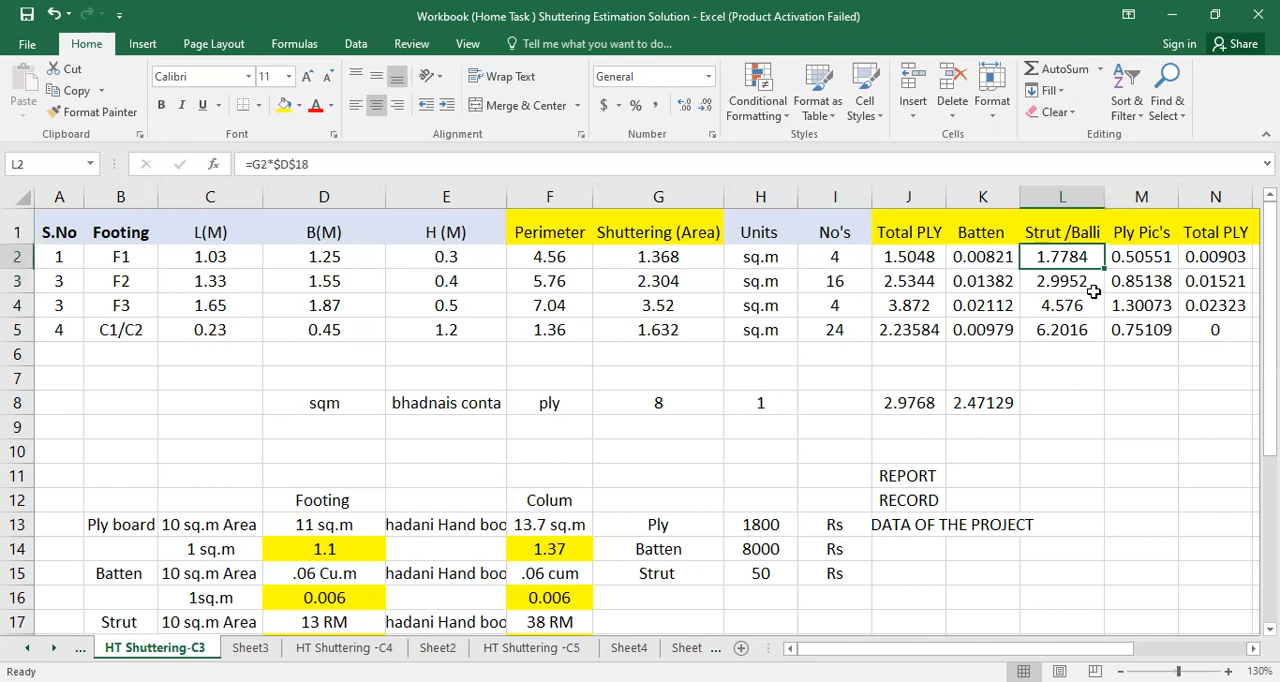 Workbook (Home Task ) Shuttering Estimation Solution - Excel (Product Activation Failed)
File Home Insert Page Layout Formulas Data Review View Tell me what you want to do... Sign in Share
Cut
Copy
Format Painter
Paste
Clipboard
Calibri 11
B I U
Font
Wrap Text
Merge & Center
Alignment
General
$ % ,
Number
Conditional Formatting
Format as Table
Cell Styles
Styles
Insert Delete Format
Cells
AutoSum
Fill
Clear
Sort & Filter
Find & Select
Editing
L2 fx =G2*$D$18
A B C D E F G H I J K L M N
1 S.No Footing L(M) B(M) H (M) Perimeter Shuttering (Area) Units No's Total PLY Batten Strut /Balli Ply Pic's Total PLY
2 1 F1 1.03 1.25 0.3 4.56 1.368 sq.m 4 1.5048 0.00821 1.7784 0.50551 0.00903
3 2 F2 1.33 1.55 0.4 5.76 2.304 sq.m 16 2.5344 0.01382 2.9952 0.85138 0.01521
4 3 F3 1.65 1.87 0.5 7.04 3.52 sq.m 4 3.872 0.02112 4.576 1.30073 0.02323
5 4 C1/C2 0.23 0.45 1.2 1.36 1.632 sq.m 24 2.23584 0.00979 6.2016 0.75109 0
6
7
8 sqm bhadnais conta ply 8 1 2.9768 2.47129
9
10
11 REPORT
12 Footing Colum RECORD
13 Ply board 10 sq.m Area 11 sq.m hadani Hand boo 13.7 sq.m Ply 1800 Rs DATA OF THE PROJECT
14 1 sq.m 1.1 1.37 Batten 8000 Rs
15 Batten 10 sq.m Area .06 Cu.m hadani Hand boo .06 cum Strut 50 Rs
16 1sq.m 0.006 0.006
17 Strut 10 sq.m Area 13 RM hadani Hand boo 38 RM
... HT Shuttering-C3 Sheet3 HT Shuttering -C4 Sheet2 HT Shuttering -C5 Sheet4 Sheet ...
Ready 130%